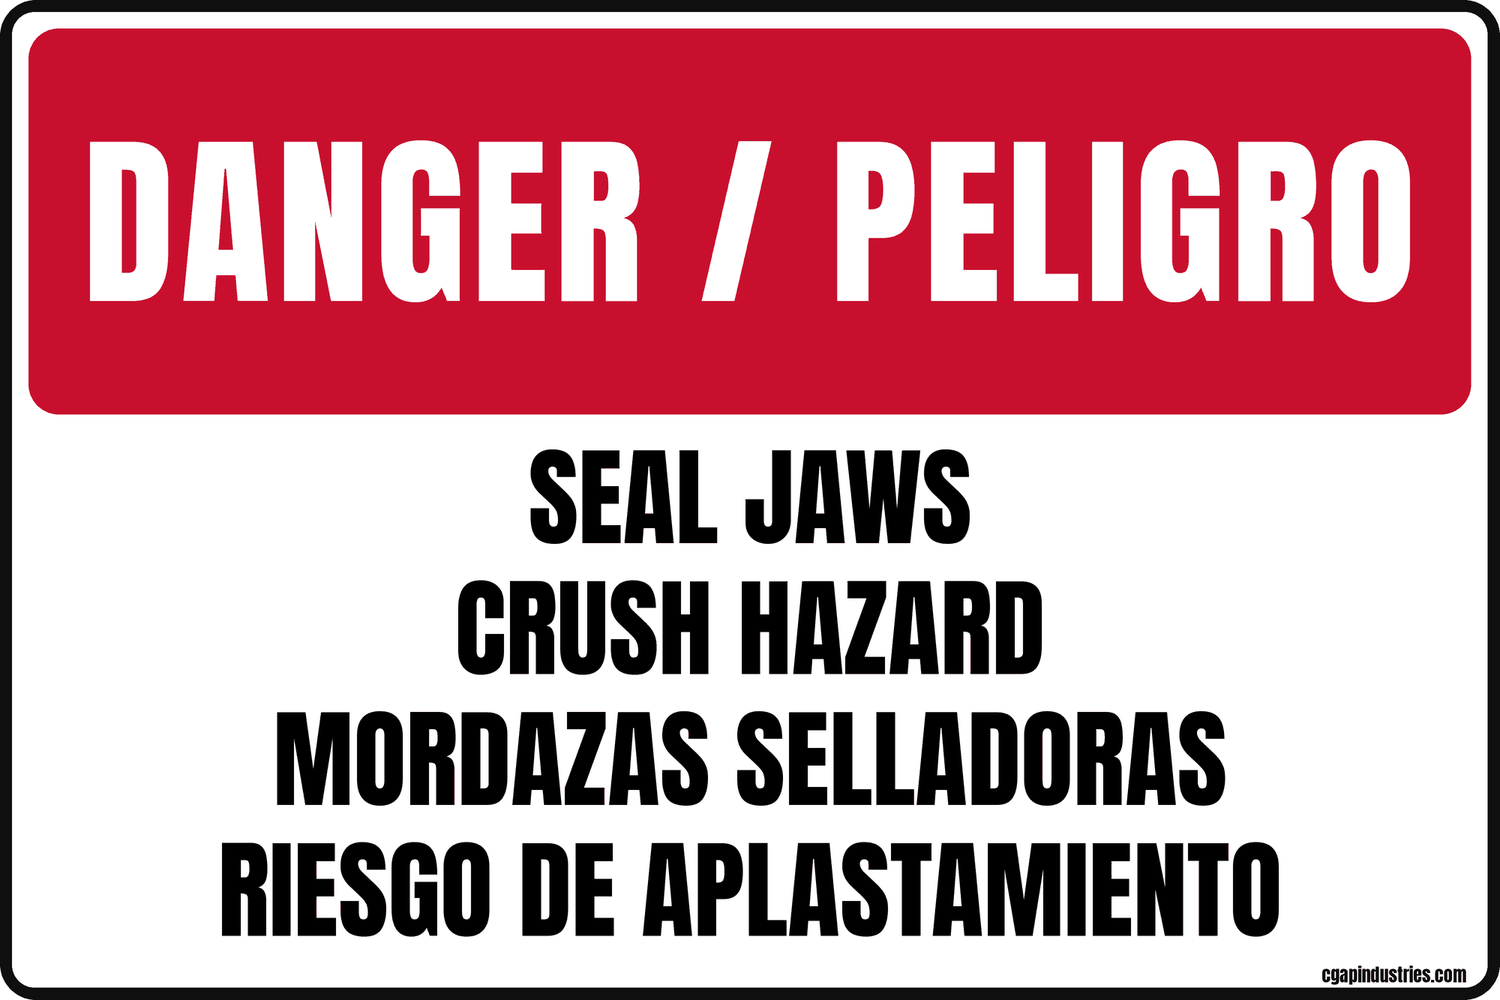 DANGER / PELIGRO
SEAL JAWS
CRUSH HAZARD
MORDAZAS SELLADORAS
RIESGO DE APLASTAMIENTO
cgapindustries.com